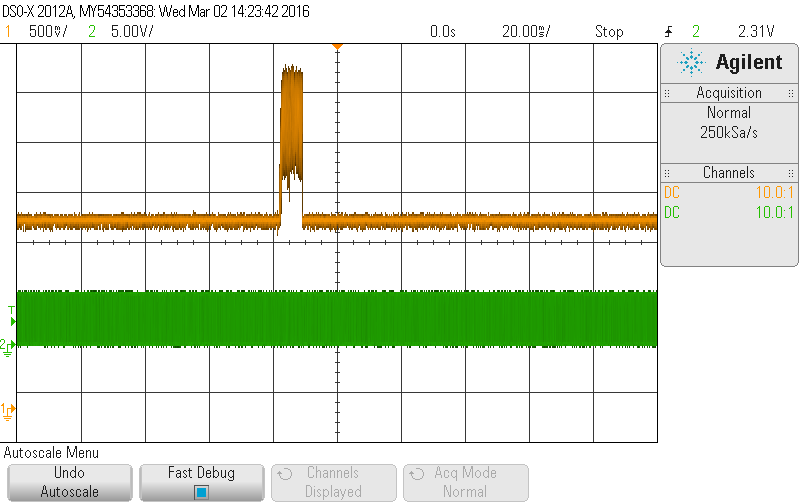 DSO-X 2012A, MY54353368: Wed Mar 02 14:23:42 2016
1 500mV/ 2 5.00V/ 0.0s 20.00ms/ Stop 2 2.31V
Agilent
Acquisition
Normal
250kSa/s
Channels
DC 10.0:1
DC 10.0:1
T
2
1
Autoscale Menu
Undo
Autoscale
Fast Debug
Channels
Displayed
Acq Mode
Normal